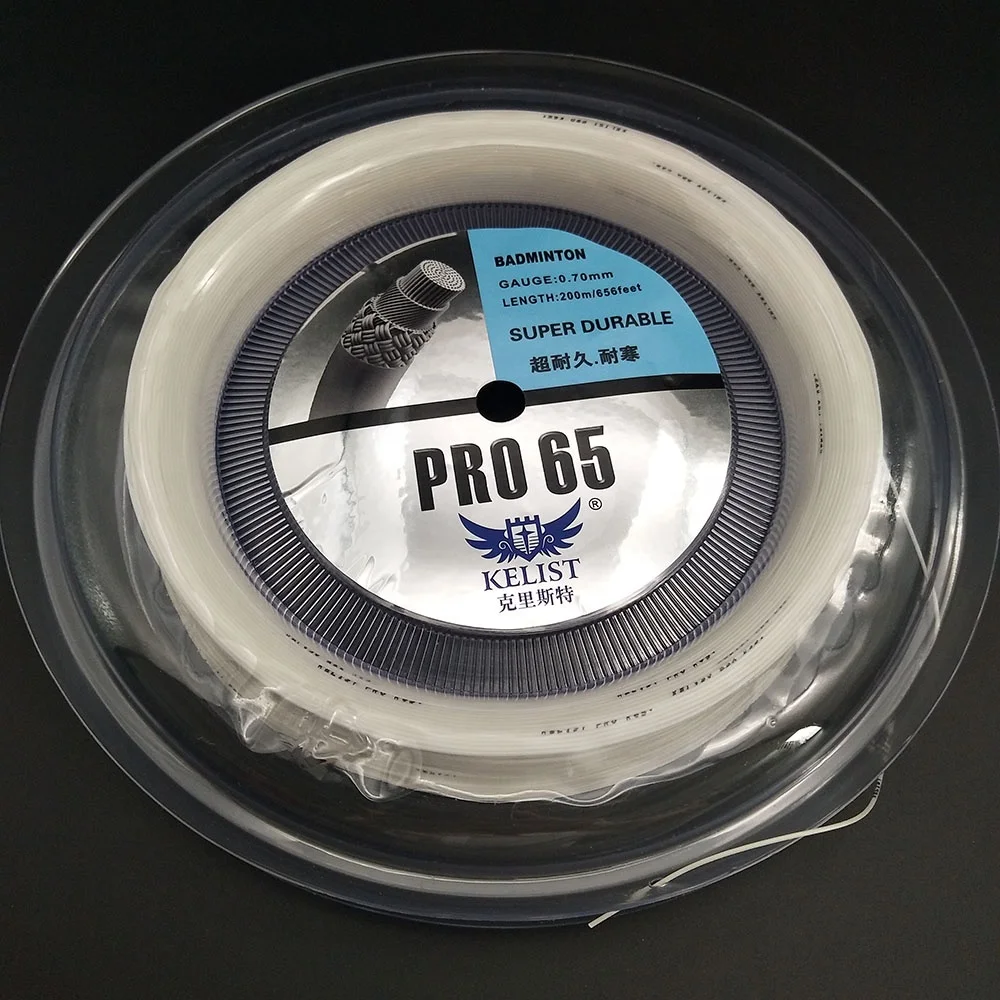 BADMINTON
GAUGE:0.70mm
LENGTH:200m/656feet
SUPER DURABLE
超耐久.耐寒
PRO 65
®
KELIST
克里斯特